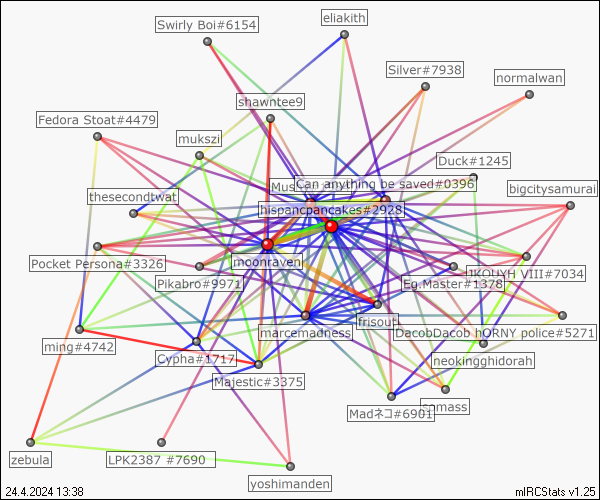 eliakith
Swirly Boi#6154
Silver#7938
normalwan
shawntee9
Fedora Stoat#4479
mukszi
Duck#1245
Can anything be saved#0396
thesecondtwat
bigcitysamurai
hispancpancakes#2928
moonraven
Pocket Persona#3326
JKOUYH VIII#7034
Pikabro#9971
Eg.Master#1378
frisout
marcemadness
DacobDacob hORNY police#5271
ming#4742
Cypha#1717
neokingghidorah
Majestic#3375
Madネコ#6901
spmass
zebula
LPK2387 #7690
yoshimanden
24.4.2024 13:38
mIRCStats v1.25